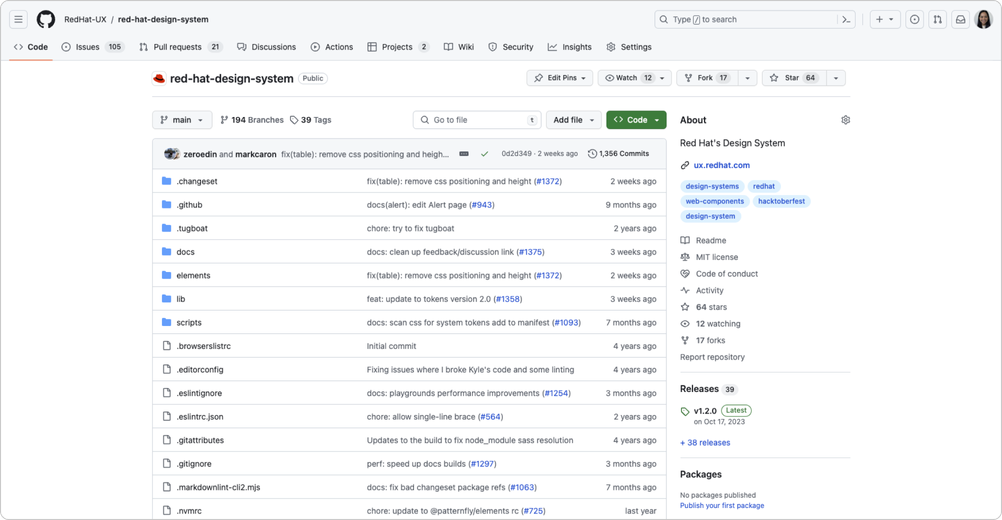 RedHat-UX / red-hat-design-system
Type / to search
Code Issues 105 Pull requests 21 Discussions Actions Projects 2 Wiki Security Insights Settings
red-hat-design-system Public
Edit Pins Watch 12 Fork 17 Star 64
main 194 Branches 39 Tags Go to file t Add file Code
zeroedin and markcaron fix(table): remove css positioning and heigh... 0d2d349 · 2 weeks ago 1,356 Commits
.changeset fix(table): remove css positioning and height (#1372) 2 weeks ago
.github docs(alert): edit Alert page (#943) 9 months ago
.tugboat chore: try to fix tugboat 2 years ago
docs docs: clean up feedback/discussion link (#1375) 3 weeks ago
elements fix(table): remove css positioning and height (#1372) 2 weeks ago
lib feat: update to tokens version 2.0 (#1358) 3 weeks ago
scripts docs: scan css for system tokens add to manifest (#1093) 7 months ago
.browserslistrc Initial commit 4 years ago
.editorconfig Fixing issues where I broke Kyle's code and some linting 4 years ago
.eslintignore docs: playgrounds performance improvements (#1254) 3 months ago
.eslintrc.json chore: allow single-line brace (#564) 2 years ago
.gitattributes Updates to the build to fix node_module sass resolution 4 years ago
.gitignore perf: speed up docs builds (#1297) 3 months ago
.markdownlint-cli2.mjs docs: fix bad changeset package refs (#1063) 7 months ago
.nvmrc chore: update to @patternfly/elements rc (#725) last year
About
Red Hat's Design System
ux.redhat.com
design-systems redhat
web-components hacktoberfest
design-system
Readme
MIT license
Code of conduct
Activity
64 stars
12 watching
17 forks
Report repository
Releases 39
v1.2.0 Latest
on Oct 17, 2023
+ 38 releases
Packages
No packages published
Publish your first package